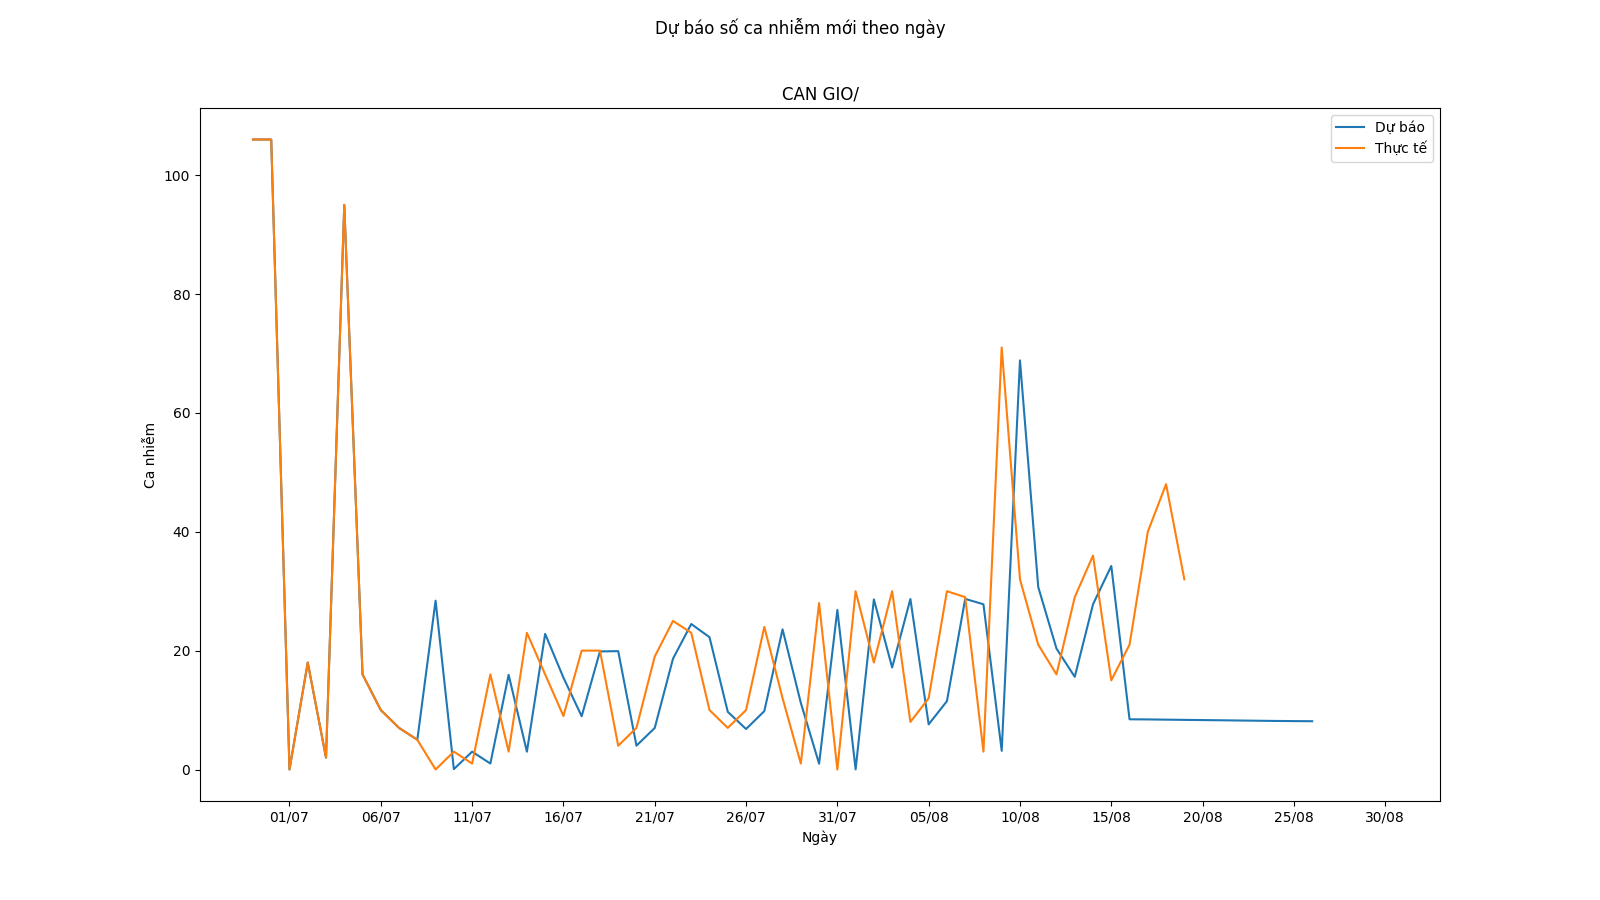 Dự báo số ca nhiễm mới theo ngày
CAN GIO/
Dự báo
Thực tế
100
80
60
40
20
0
Ca nhiễm
01/07 06/07 11/07 16/07 21/07 26/07 31/07 05/08 10/08 15/08 20/08 25/08 30/08
Ngày